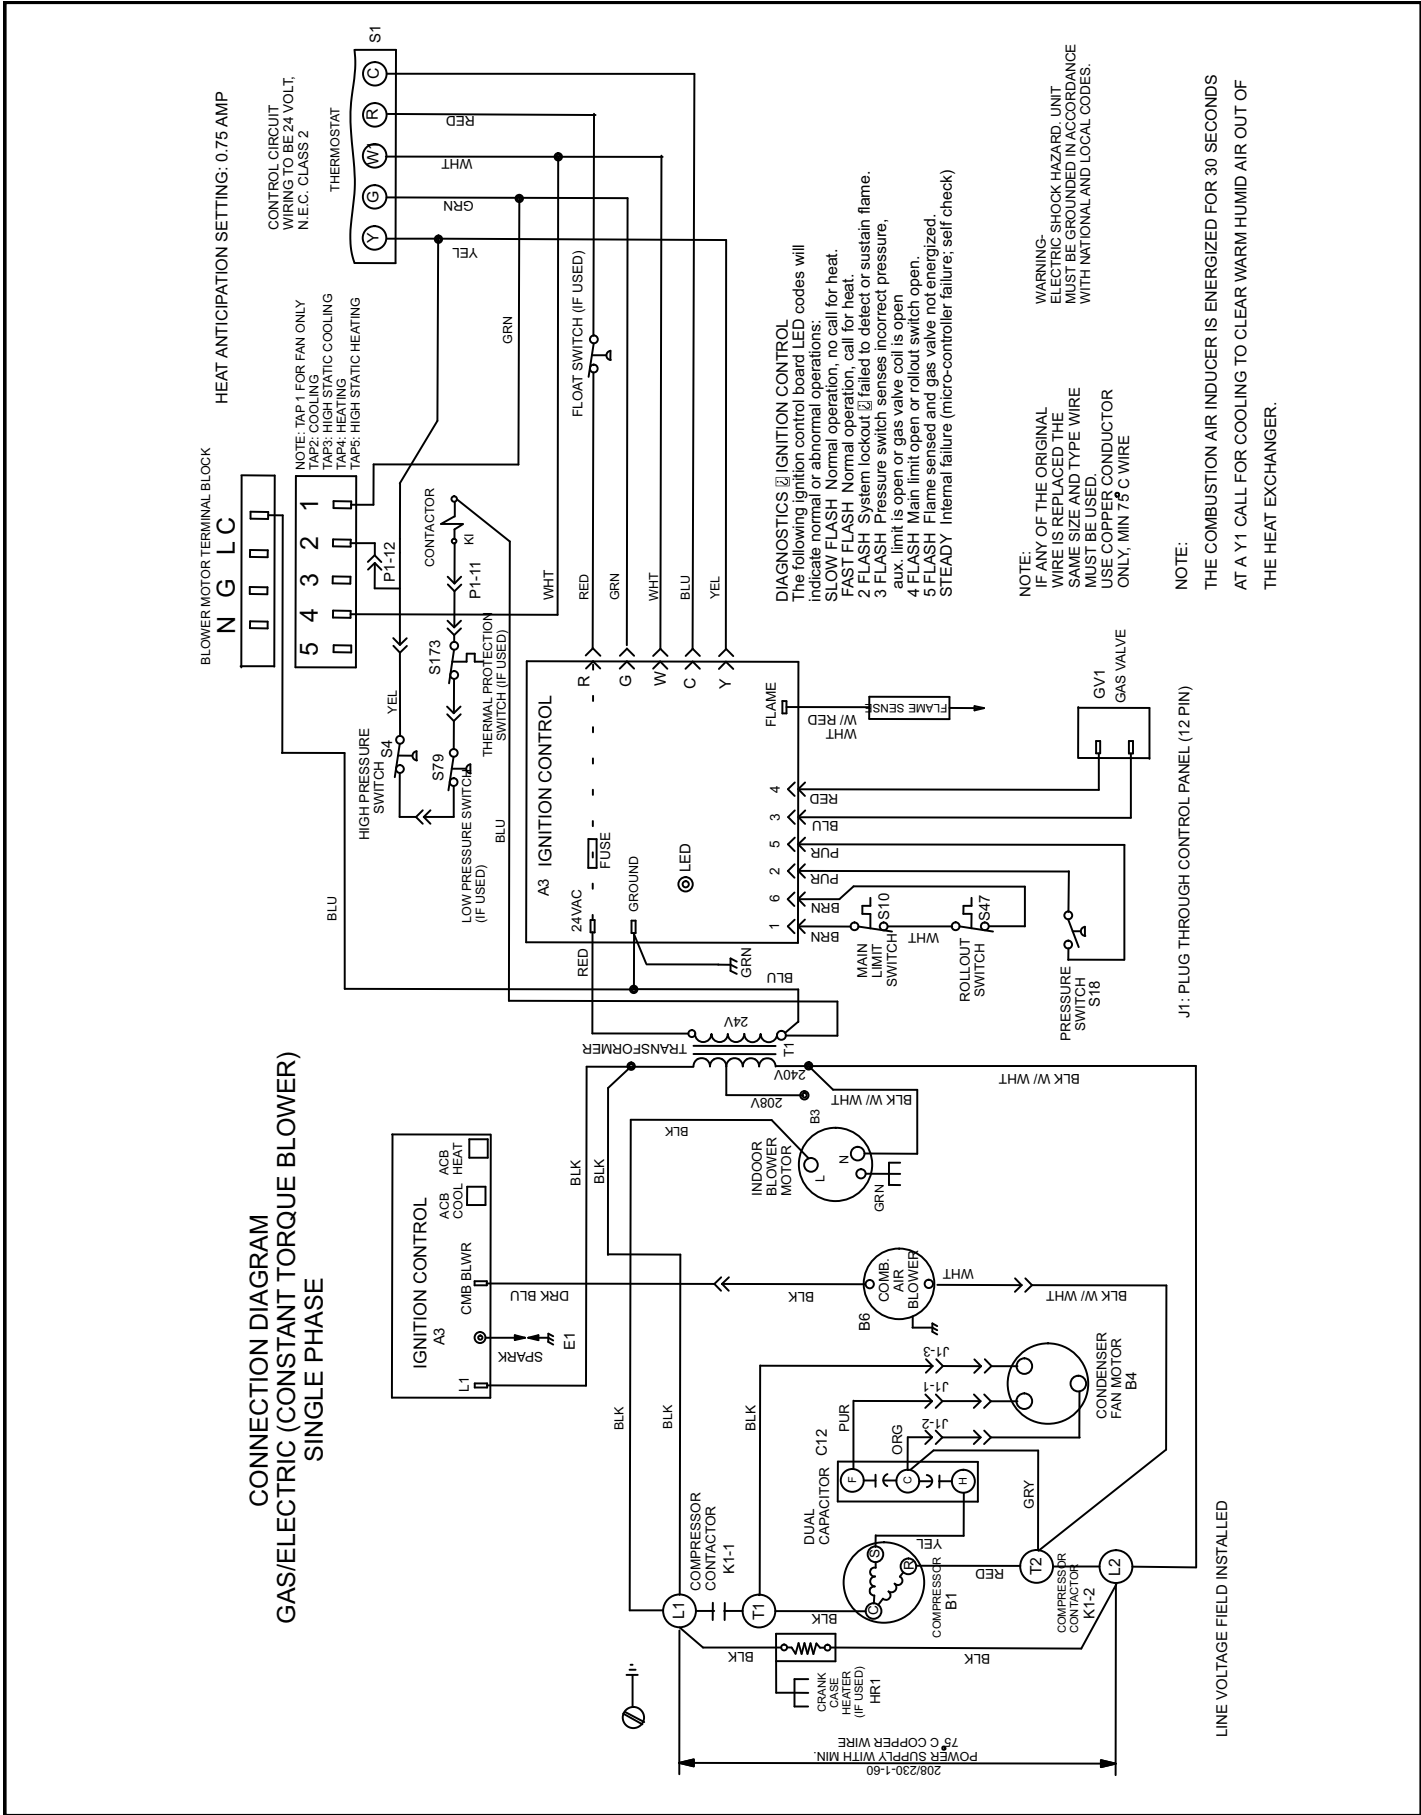 CONNECTION DIAGRAM
GAS/ELECTRIC (CONSTANT TORQUE BLOWER)
SINGLE PHASE
LINE VOLTAGE FIELD INSTALLED
208/230-1-60
POWER SUPPLY WITH MIN.
75°C COPPER WIRE
L1
COMPRESSOR
CONTACTOR
K1-1
T1
BLK
BLK
CRANK
CASE
HEATER
(IF USED)
HR1
BLK
BLK
BLK
BLK
COMPRESSOR
B1
C
S
R
YEL
RED
T2
COMPRESSOR
CONTACTOR
K1-2
L2
DUAL
CAPACITOR
C12
F
C
H
PUR
ORG
GRY
J1-2
J1-1
J1-3
CONDENSER
FAN MOTOR
B4
IGNITION CONTROL
A3
L1
CMB BLWR
ACB
COOL
ACB
HEAT
SPARK
E1
DRK BLU
BLK
B6
COMB.
AIR
BLOWER
WHT
BLK W/ WHT
BLK
BLK
BLK
INDOOR
BLOWER
MOTOR
B3
L
N
GRN
BLK W/ WHT
BLK W/ WHT
TRANSFORMER
T1
24V
240V
208V
BLU
RED
GRN
A3 IGNITION CONTROL
24VAC
FUSE
GROUND
LED
R
G
W
C
Y
FLAME
WHT
W/ RED
FLAME SENSE
1
6
2
5
3
4
BRN
BRN
PUR
PUR
BLU
RED
MAIN
LIMIT
SWITCH
S10
WHT
ROLLOUT
SWITCH
S47
PRESSURE
SWITCH
S18
GV1
GAS VALVE
J1: PLUG THROUGH CONTROL PANEL (12 PIN)
BLU
BLU
HIGH PRESSURE
SWITCH S4
YEL
LOW PRESSURE SWITCH
(IF USED)
S79
S173
THERMAL PROTECTION
SWITCH (IF USED)
P1-11
P1-12
CONTACTOR
KI
BLOWER MOTOR TERMINAL BLOCK
N G L C
5 4 3 2 1
NOTE: TAP 1 FOR FAN ONLY
TAP2: COOLING
TAP3: HIGH STATIC COOLING
TAP4: HEATING
TAP5: HIGH STATIC HEATING
HEAT ANTICIPATION SETTING: 0.75 AMP
CONTROL CIRCUIT
WIRING TO BE 24 VOLT,
N.E.C. CLASS 2
THERMOSTAT
S1
Y
G
W
R
C
YEL
GRN
WHT
RED
GRN
FLOAT SWITCH (IF USED)
WHT
RED
GRN
WHT
BLU
YEL
DIAGNOSTICS IGNITION CONTROL
The following ignition control board LED codes will
indicate normal or abnormal operations:
SLOW FLASH Normal operation, no call for heat.
FAST FLASH Normal operation, call for heat.
2 FLASH System lockout failed to detect or sustain flame.
3 FLASH Pressure switch senses incorrect pressure,
aux. limit is open or gas valve coil is open
4 FLASH Main limit open or rollout switch open.
5 FLASH Flame sensed and gas valve not energized.
STEADY Internal failure (micro-controller failure; self check)
NOTE:
IF ANY OF THE ORIGINAL
WIRE IS REPLACED THE
SAME SIZE AND TYPE WIRE
MUST BE USED.
USE COPPER CONDUCTOR
ONLY, MIN 75°C WIRE
WARNING-
ELECTRIC SHOCK HAZARD. UNIT
MUST BE GROUNDED IN ACCORDANCE
WITH NATIONAL AND LOCAL CODES.
NOTE:
THE COMBUSTION AIR INDUCER IS ENERGIZED FOR 30 SECONDS
AT A Y1 CALL FOR COOLING TO CLEAR WARM HUMID AIR OUT OF
THE HEAT EXCHANGER.